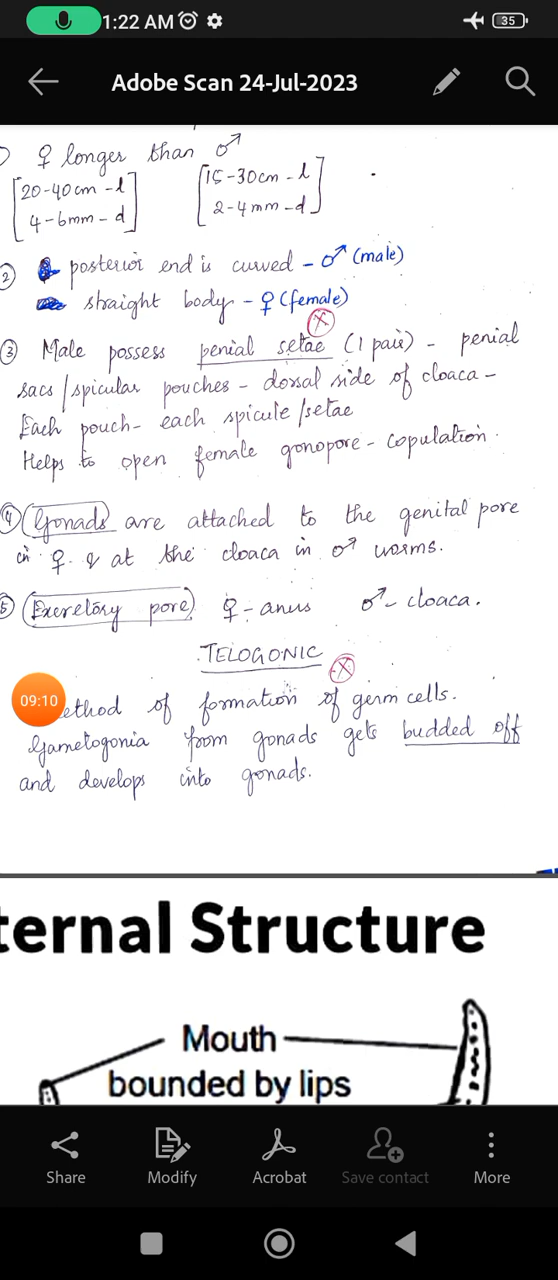 1:22 AM
35
Adobe Scan 24-Jul-2023
♀ longer than ♂
[20-40cm -l [15-30cm - l
4-6mm - d] 2-4mm - d]
② posterior end is curved - ♂ (male)
straight body - ♀ (female)
③ Male possess penial setae (1 pair) - penial
sacs/spicular pouches - dorsal side of cloaca -
Each pouch - each spicule/setae
Helps to open female gonopore - copulation.
④ Gonads are attached to the genital pore
in ♀ & at the cloaca in ♂ worms.
⑤ Excretory pore ♀ - anus ♂ - cloaca.
TELOGONIC
09:10
ethod of formation of germ cells.
Gametogonia from gonads gets budded off
and develops into gonads.
ternal Structure
Mouth
bounded by lips
Share Modify Acrobat Save contact More